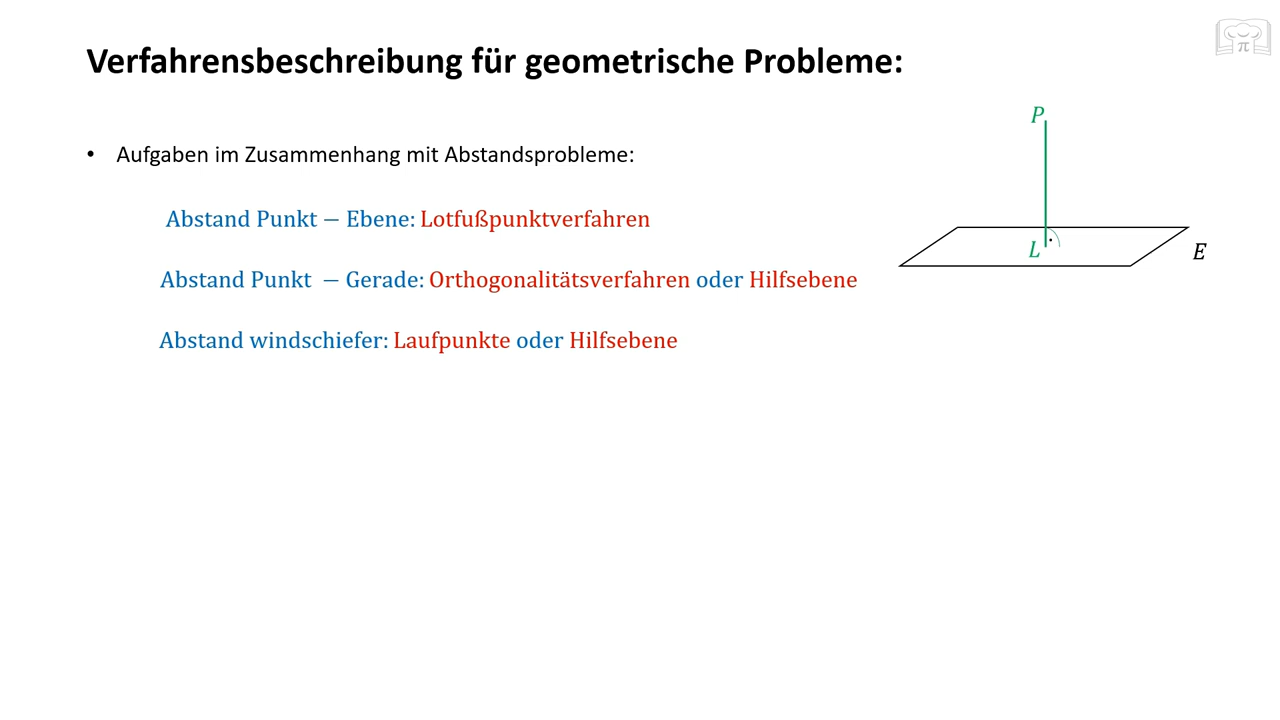 Verfahrensbeschreibung für geometrische Probleme:
• Aufgaben im Zusammenhang mit Abstandsprobleme:
Abstand Punkt − Ebene: Lotfußpunktverfahren
Abstand Punkt − Gerade: Orthogonalitätsverfahren oder Hilfsebene
Abstand windschiefer: Laufpunkte oder Hilfsebene
P
L
E
π